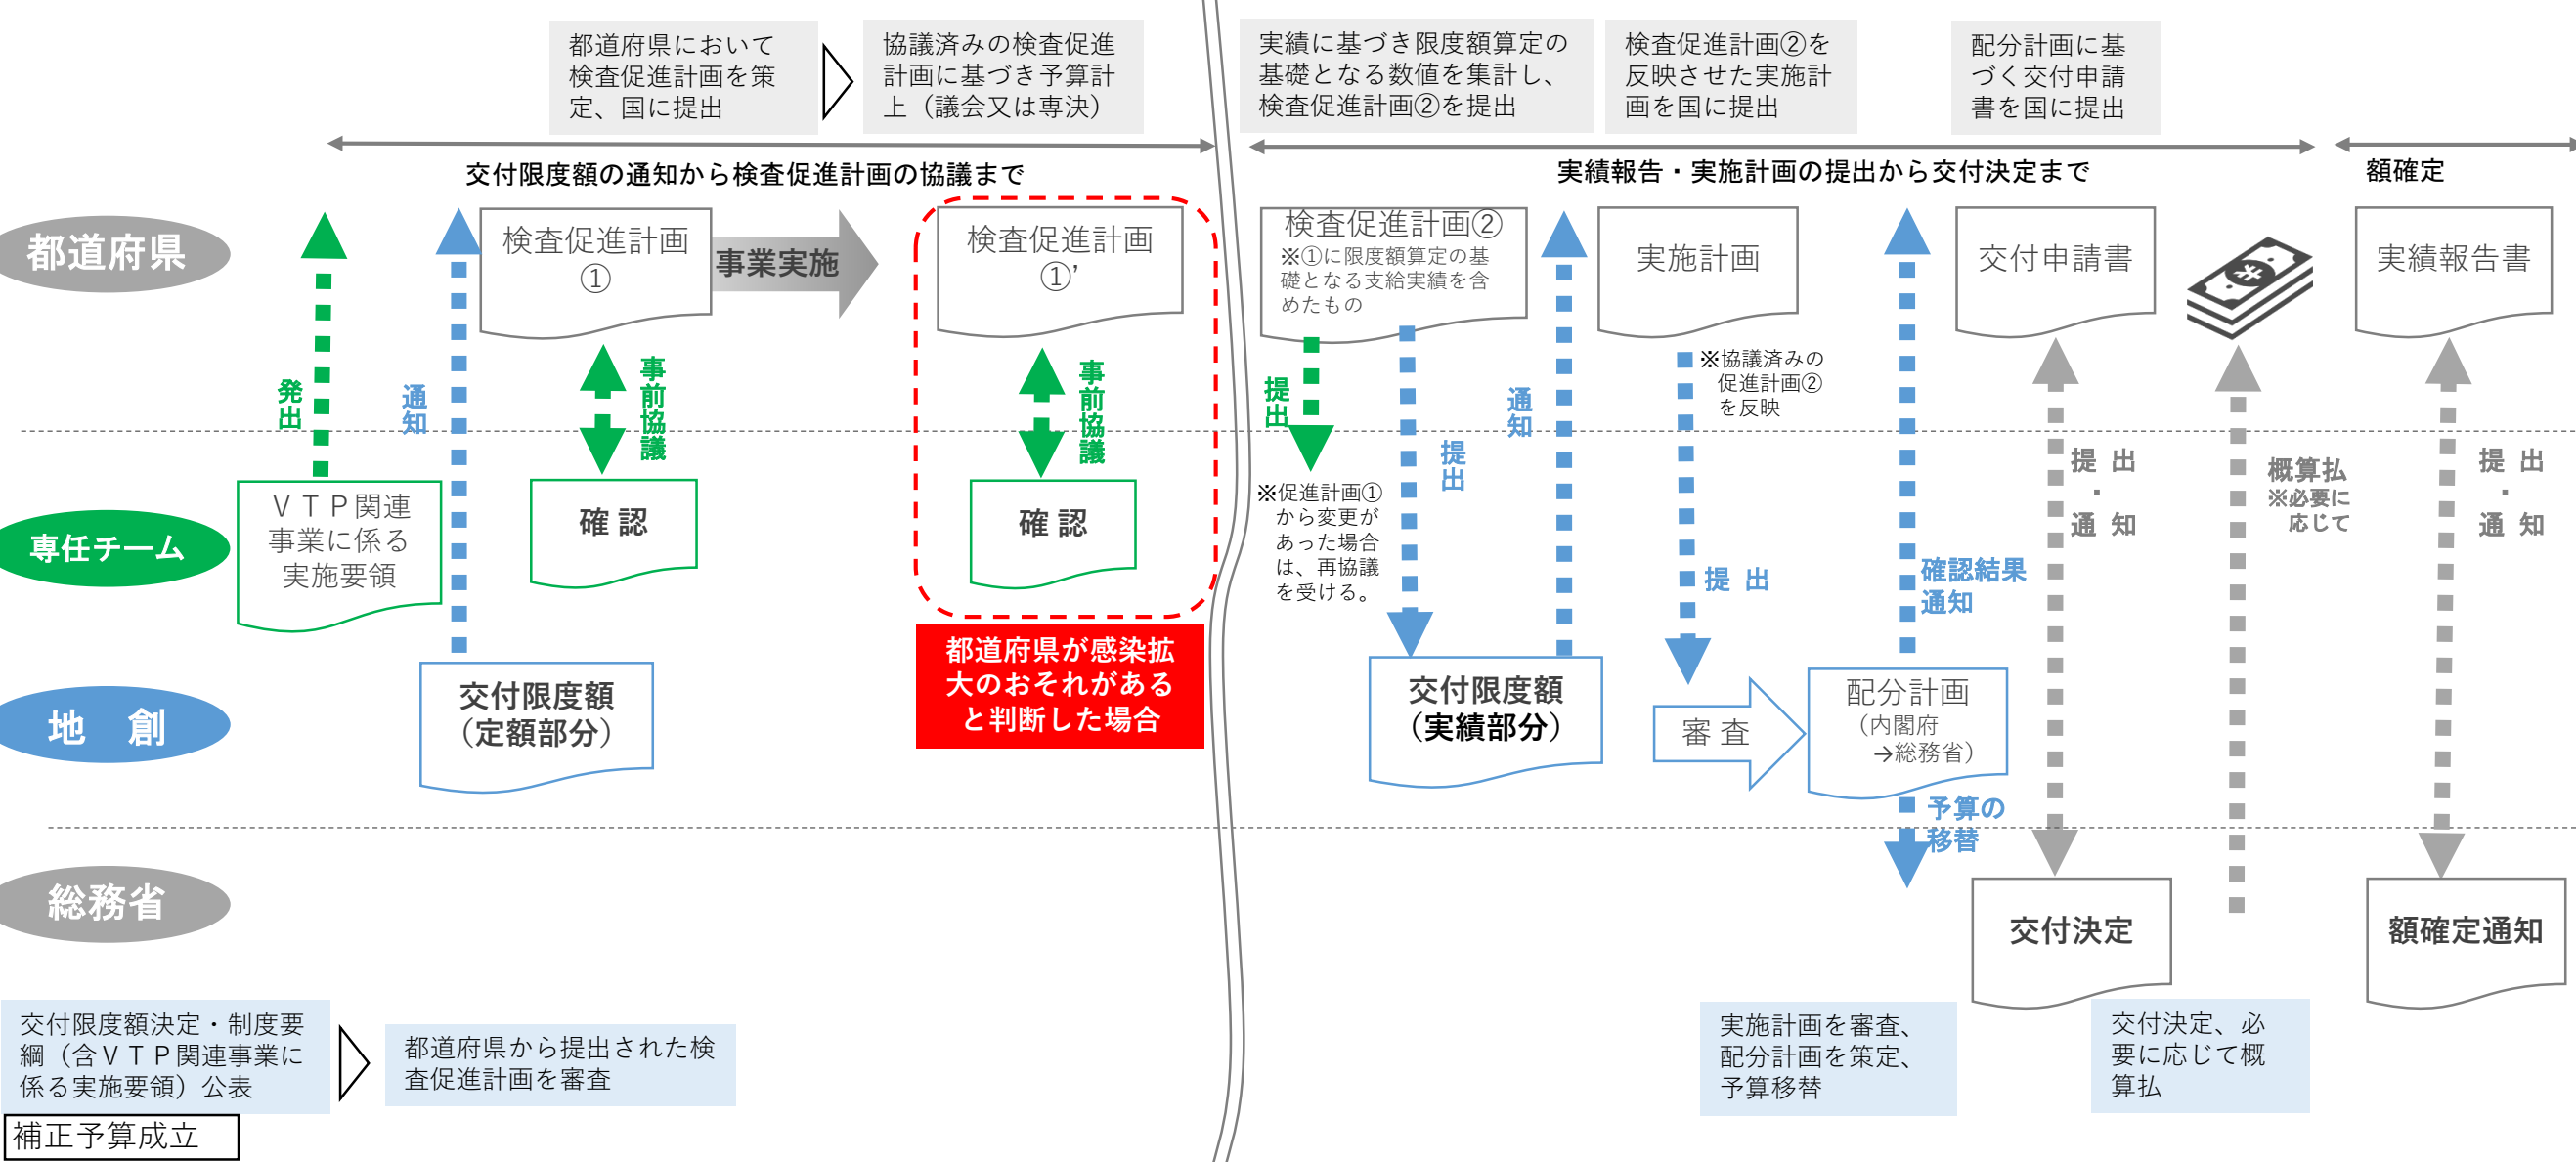 都道府県において
検査促進計画を策
定、国に提出
協議済みの検査促進
計画に基づき予算計
上（議会又は専決）
実績に基づき限度額算定の
基礎となる数値を集計し、
検査促進計画②を提出
検査促進計画②を
反映させた実施計
画を国に提出
配分計画に基
づく交付申請
書を国に提出
交付限度額の通知から検査促進計画の協議まで
実績報告・実施計画の提出から交付決定まで
額確定
都道府県
検査促進計画
①
事業実施
検査促進計画
①’
検査促進計画②
※①に限度額算定の基
礎となる支給実績を含
めたもの
実施計画
交付申請書
実績報告書
発出
通知
事前協議
事前協議
提出
提出
通知
※協議済みの
促進計画②
を反映
提出
・
通知
概算払
※必要に
応じて
提出
・
通知
専任チーム
ＶＴＰ関連
事業に係る
実施要領
確認
確認
※促進計画①
から変更が
あった場合
は、再協議
を受ける。
提出
確認結果
通知
都道府県が感染拡
大のおそれがある
と判断した場合
地　創
交付限度額
（定額部分）
交付限度額
（実績部分）
審査
配分計画
（内閣府
→総務省）
予算の
移替
総務省
交付決定
額確定通知
交付限度額決定・制度要
綱（含ＶＴＰ関連事業に
係る実施要領）公表
都道府県から提出された検
査促進計画を審査
実施計画を審査、
配分計画を策定、
予算移替
交付決定、必
要に応じて概
算払
補正予算成立